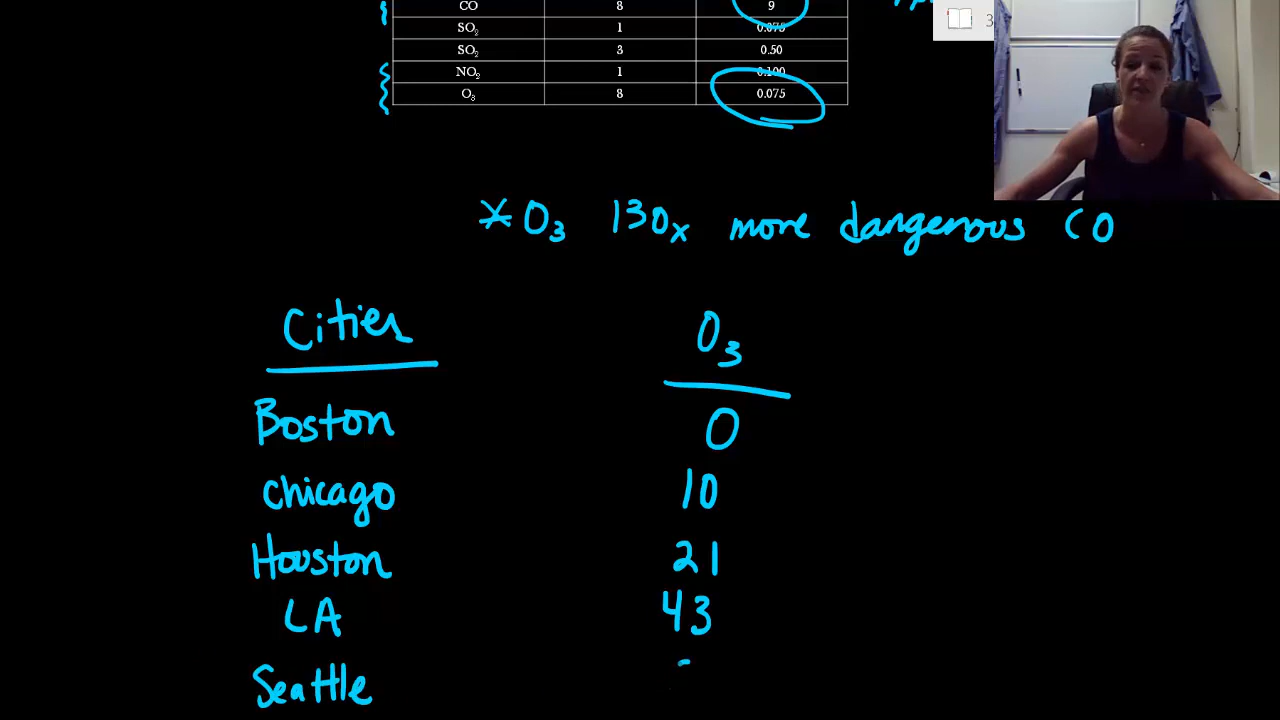 CO 8 9
SO₂ 1 0.075
SO₂ 3 0.50
NO₂ 1 0.100
O₃ 8 0.075
3
*O₃ 130x more dangerous CO
Cities O₃
Boston 0
Chicago 10
Houston 21
LA 43
Seattle